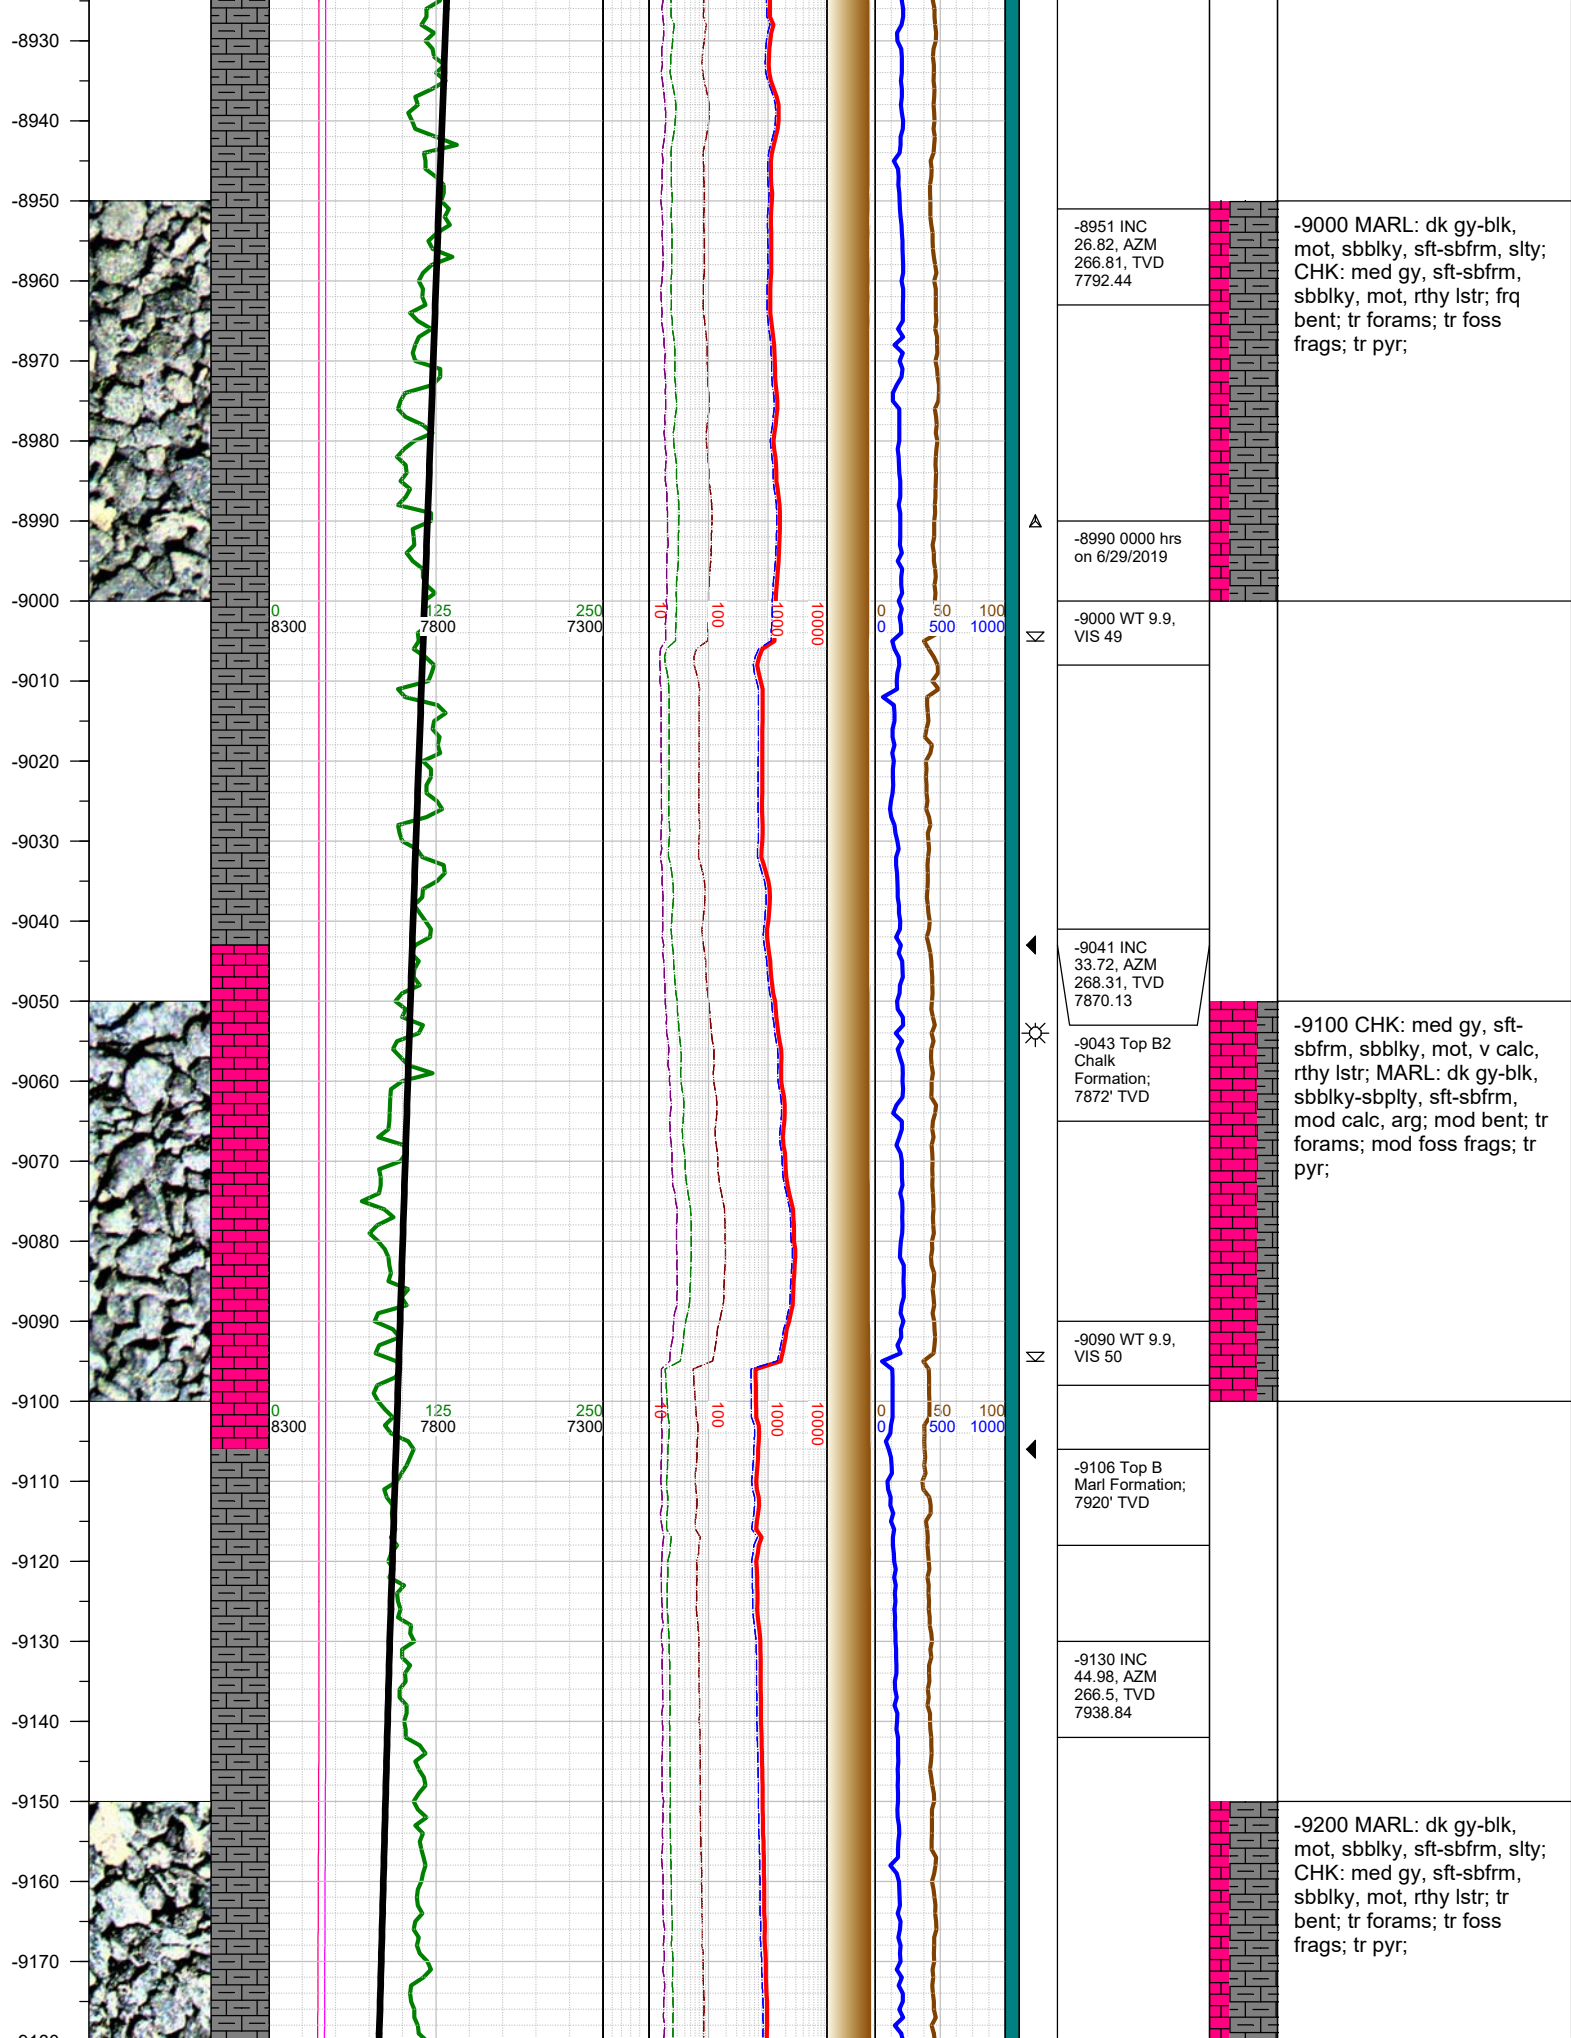 -8930
-8940
-8950
-8960
-8970
-8980
-8990
-9000
-9010
-9020
-9030
-9040
-9050
-9060
-9070
-9080
-9090
-9100
-9110
-9120
-9130
-9140
-9150
-9160
-9170
0 125 250
8300 7800 7300
10 100 1000 10000
0 50 100
0 500 1000
0 125 250
8300 7800 7300
10 100 1000 10000
0 50 100
0 500 1000
-8951 INC
26.82, AZM
266.81, TVD
7792.44
-8990 0000 hrs
on 6/29/2019
-9000 WT 9.9,
VIS 49
-9041 INC
33.72, AZM
268.31, TVD
7870.13
-9043 Top B2
Chalk
Formation;
7872' TVD
-9090 WT 9.9,
VIS 50
-9106 Top B
Marl Formation;
7920' TVD
-9130 INC
44.98, AZM
266.5, TVD
7938.84
-9000 MARL: dk gy-blk,
mot, sbblky, sft-sbfrm, slty;
CHK: med gy, sft-sbfrm,
sbblky, mot, rthy lstr; frq
bent; tr forams; tr foss
frags; tr pyr;
-9100 CHK: med gy, sft-
sbfrm, sbblky, mot, v calc,
rthy lstr; MARL: dk gy-blk,
sbblky-sbplty, sft-sbfrm,
mod calc, arg; mod bent; tr
forams; mod foss frags; tr
pyr;
-9200 MARL: dk gy-blk,
mot, sbblky, sft-sbfrm, slty;
CHK: med gy, sft-sbfrm,
sbblky, mot, rthy lstr; tr
bent; tr forams; tr foss
frags; tr pyr;